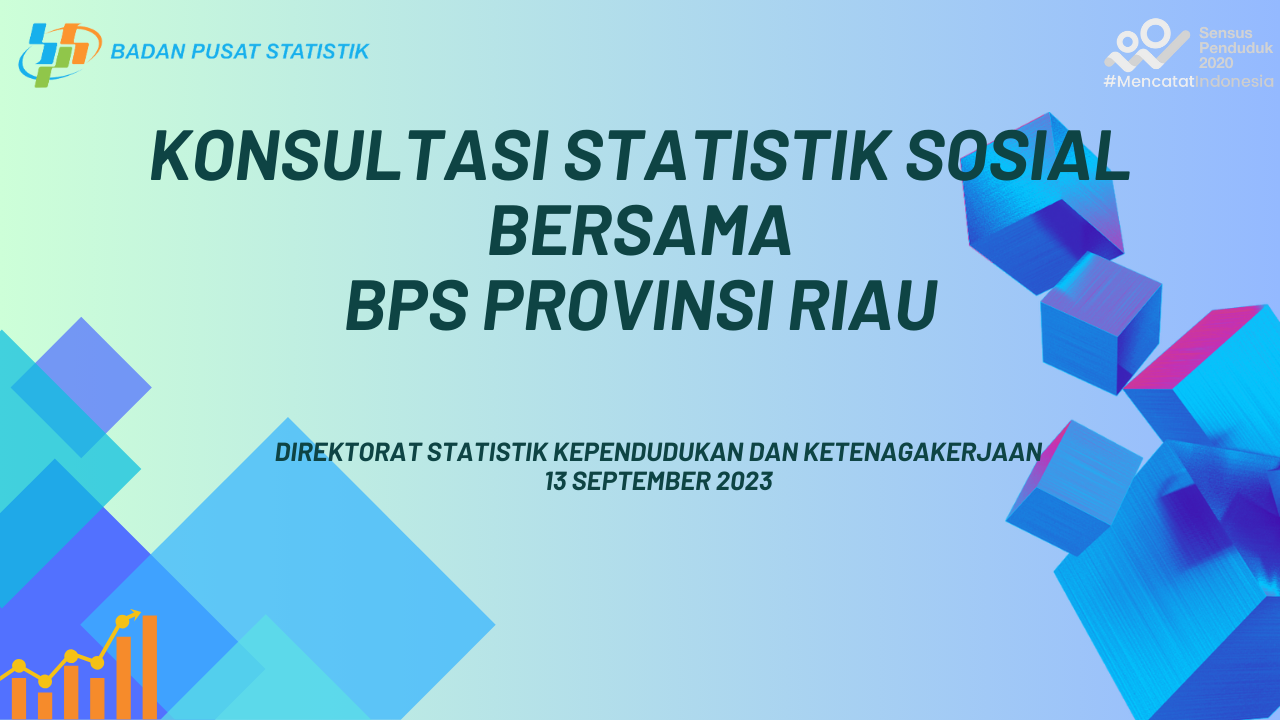 BADAN PUSAT STATISTIK
Sensus
Penduduk
2020
#MencatatIndonesia
KONSULTASI STATISTIK SOSIAL
BERSAMA
BPS PROVINSI RIAU
DIREKTORAT STATISTIK KEPENDUDUKAN DAN KETENAGAKERJAAN
13 SEPTEMBER 2023